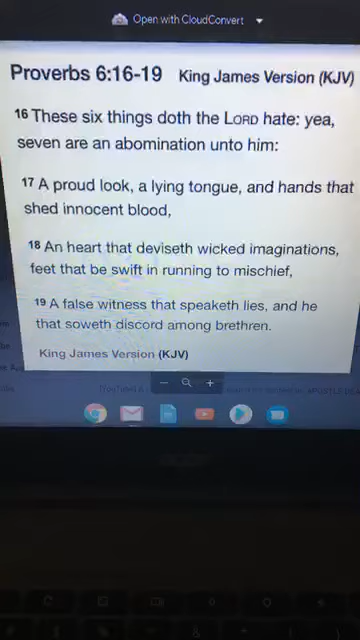 Open with CloudConvert
Proverbs 6:16-19 King James Version (KJV)
16 These six things doth the LORD hate: yea,
seven are an abomination unto him:
17 A proud look, a lying tongue, and hands that
shed innocent blood,
18 An heart that deviseth wicked imaginations,
feet that be swift in running to mischief,
19 A false witness that speaketh lies, and he
that soweth discord among brethren.
King James Version (KJV)